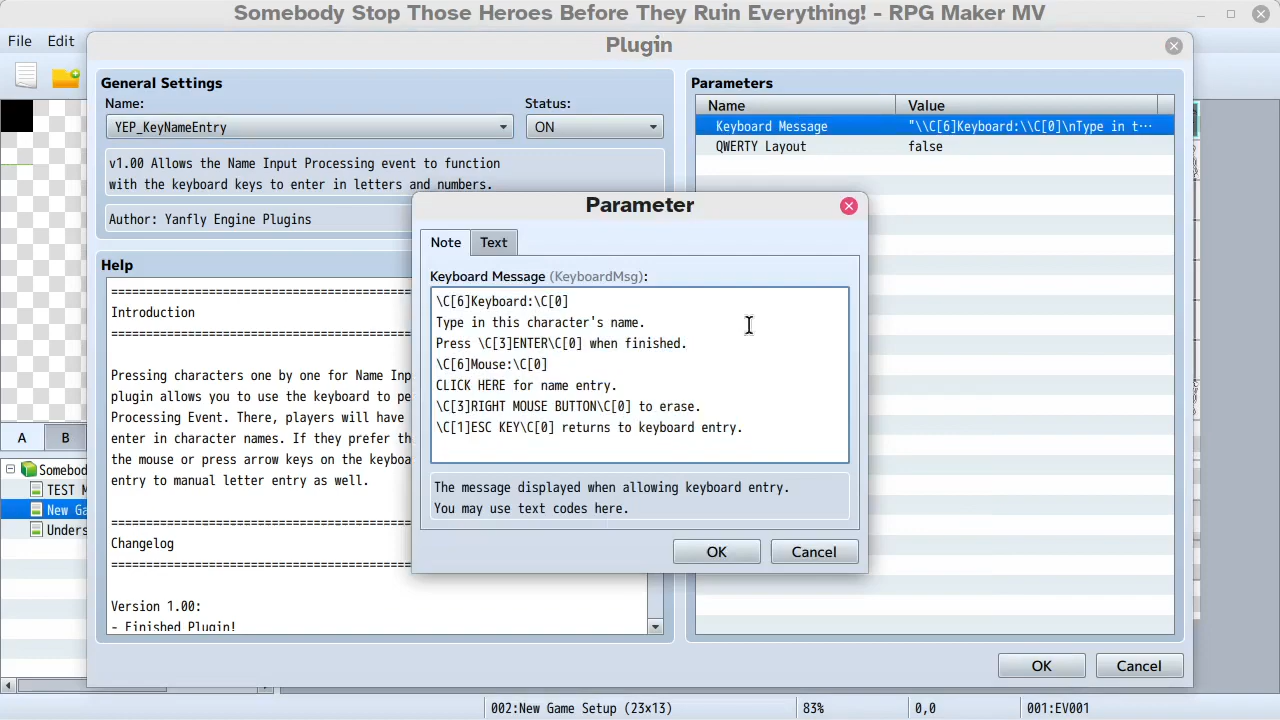 Somebody Stop Those Heroes Before They Ruin Everything! - RPG Maker MV
File Edit
Plugin
General Settings
Name:
Status:
YEP_KeyNameEntry
ON
v1.00 Allows the Name Input Processing event to function
with the keyboard keys to enter in letters and numbers.
Author: Yanfly Engine Plugins
Parameters
Name Value
Keyboard Message "\\C[6]Keyboard:\\C[0]\nType in t···
QWERTY Layout false
Help
================================
Introduction
================================
Pressing characters one by one for Name Inp
plugin allows you to use the keyboard to pe
Processing Event. There, players will have
enter in character names. If they prefer th
the mouse or press arrow keys on the keyboa
entry to manual letter entry as well.
================================
Changelog
================================
Version 1.00:
- Finished Plugin!
Parameter
Note Text
Keyboard Message (KeyboardMsg):
\C[6]Keyboard:\C[0]
Type in this character's name.
Press \C[3]ENTER\C[0] when finished.
\C[6]Mouse:\C[0]
CLICK HERE for name entry.
\C[3]RIGHT MOUSE BUTTON\C[0] to erase.
\C[1]ESC KEY\C[0] returns to keyboard entry.
The message displayed when allowing keyboard entry.
You may use text codes here.
OK Cancel
OK Cancel
A B
Somebod
TEST M
New Ga
Unders
002:New Game Setup (23x13) 83% 0,0 001:EV001